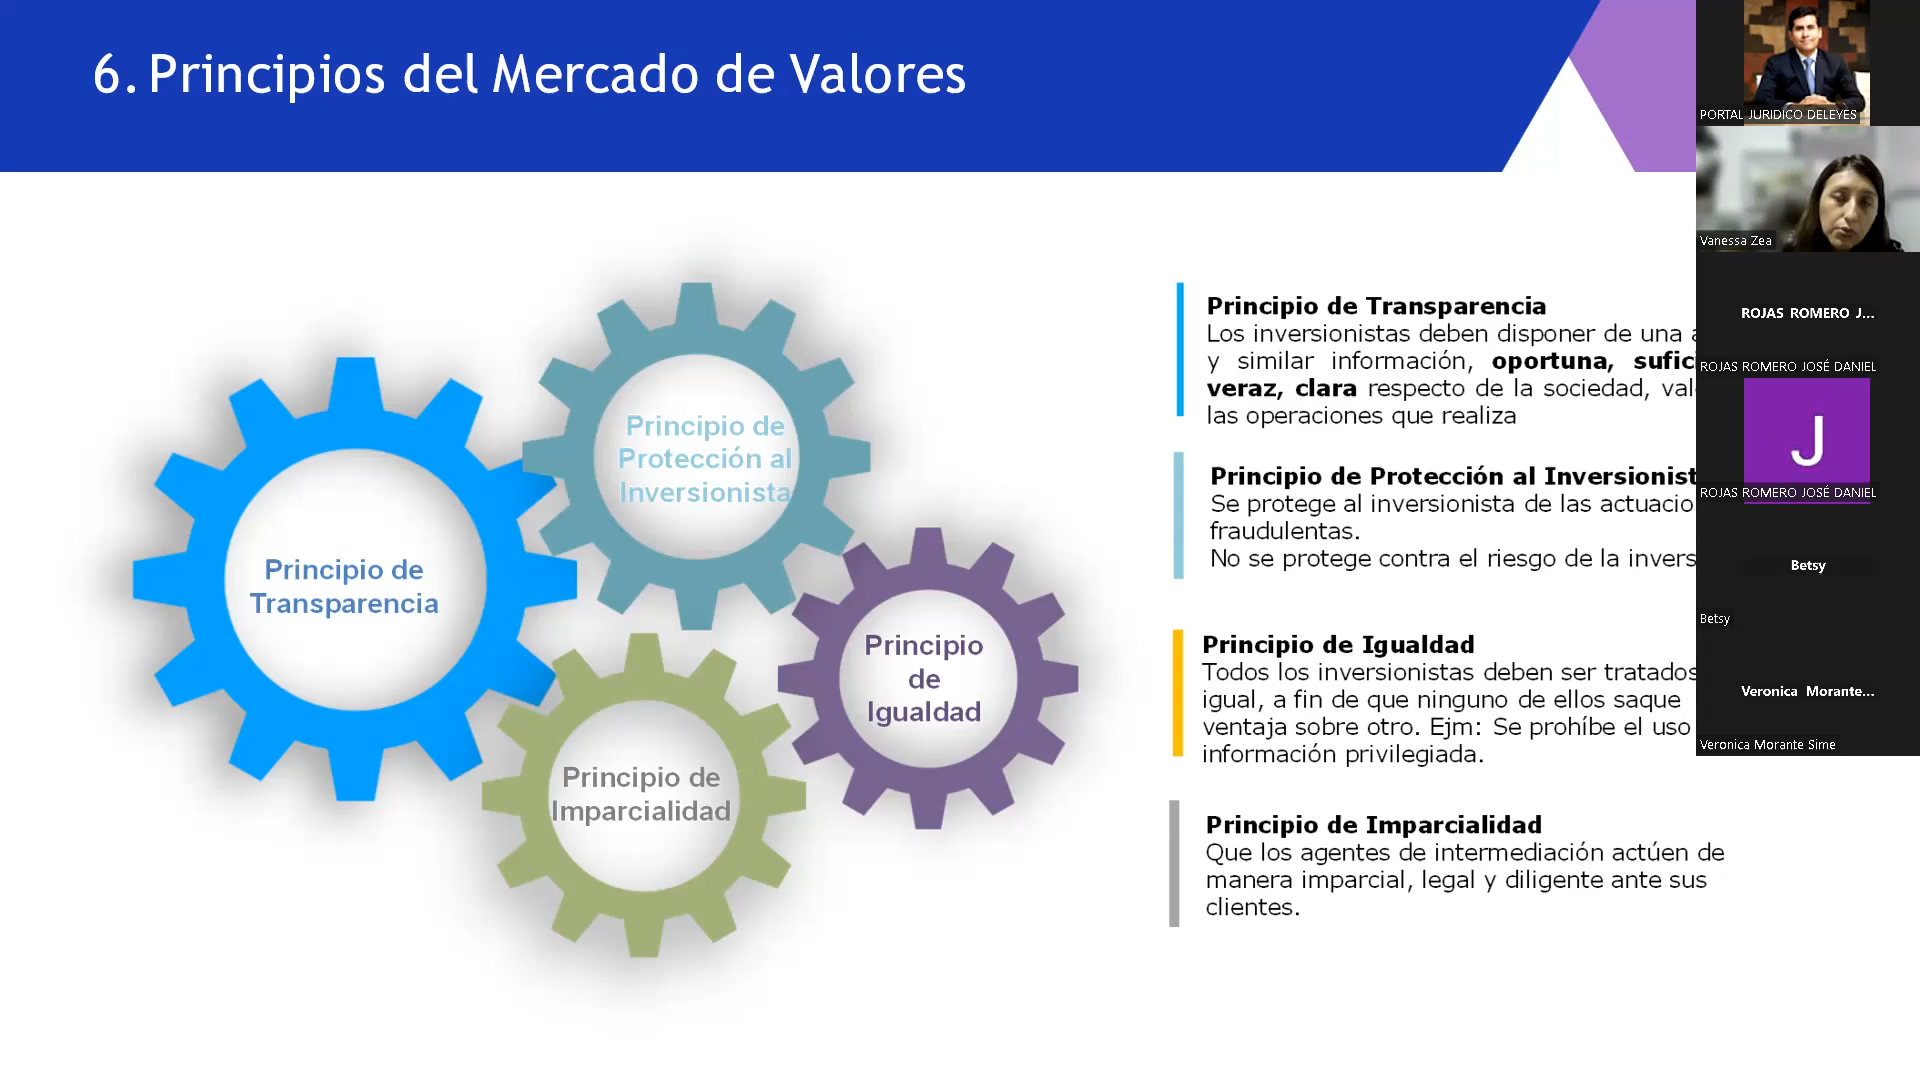 6. Principios del Mercado de Valores
Principio de
Transparencia
Principio de
Protección al
Inversionista
Principio
de
Igualdad
Principio de
Imparcialidad
Principio de Transparencia
Los inversionistas deben disponer de una
y similar información, oportuna,
veraz, clara respecto de la sociedad,
las operaciones que realiza
Principio de Protección al
Se protege al inversionista de las
fraudulentas.
No se protege contra el riesgo de la
Principio de Igualdad
Todos los inversionistas deben ser tratados
igual, a fin de que ninguno de ellos saque
ventaja sobre otro. Ejm: Se prohíbe el uso
información privilegiada.
Principio de Imparcialidad
Que los agentes de intermediación actúen de
manera imparcial, legal y diligente ante sus
clientes.
PORTAL JURIDICO DELEYES
Vanessa Zea
ROJAS ROMERO J...
ROJAS ROMERO JOSÉ DANIEL
J
ROJAS ROMERO JOSÉ DANIEL
Betsy
Betsy
Veronica Morante...
Veronica Morante Sime